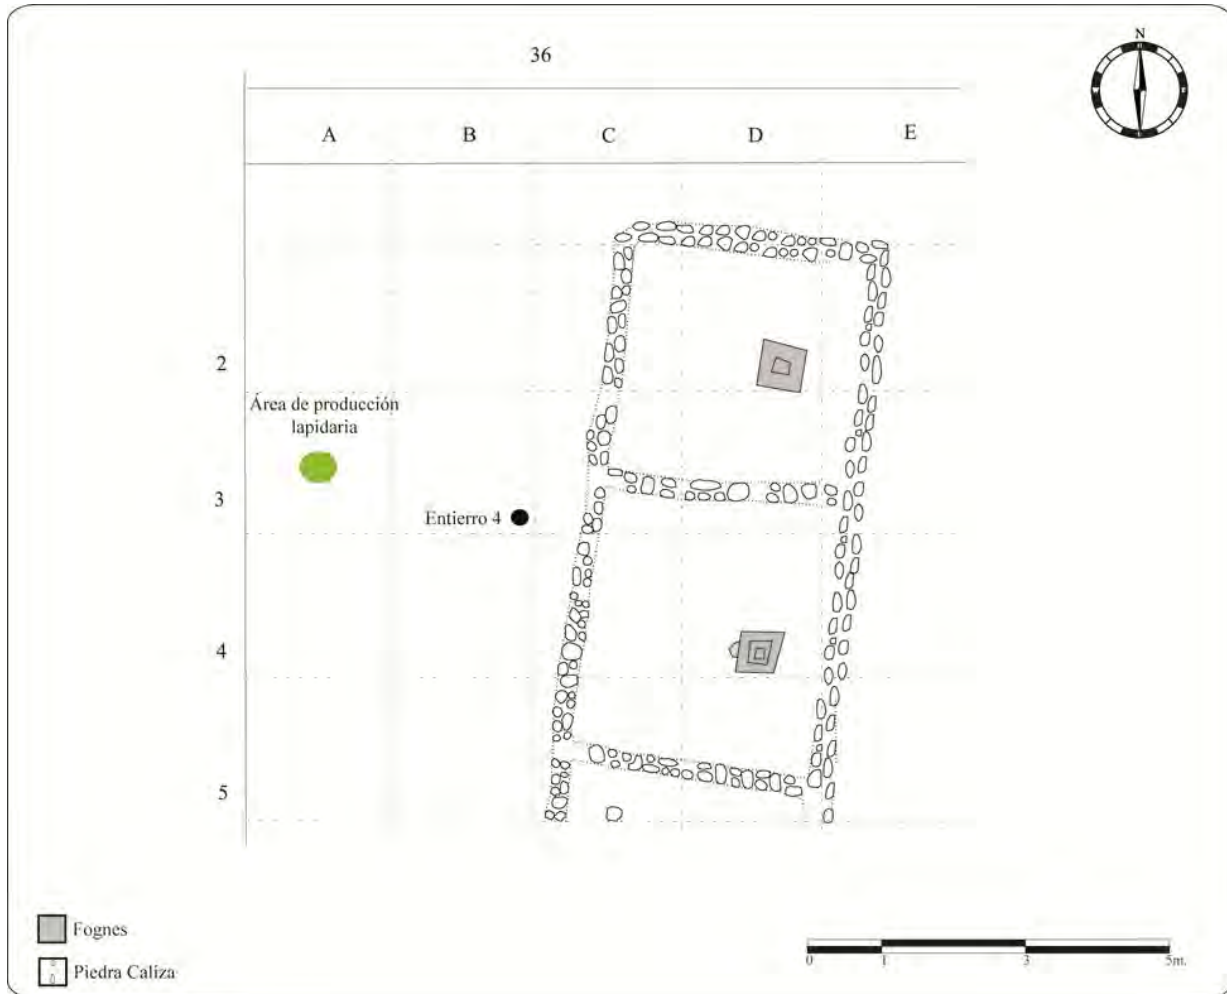 36
N
A B C D E
2
Área de producción
lapidaria
3
Entierro 4
4
5
Fognes
Piedra Caliza
0 1 3 5m.